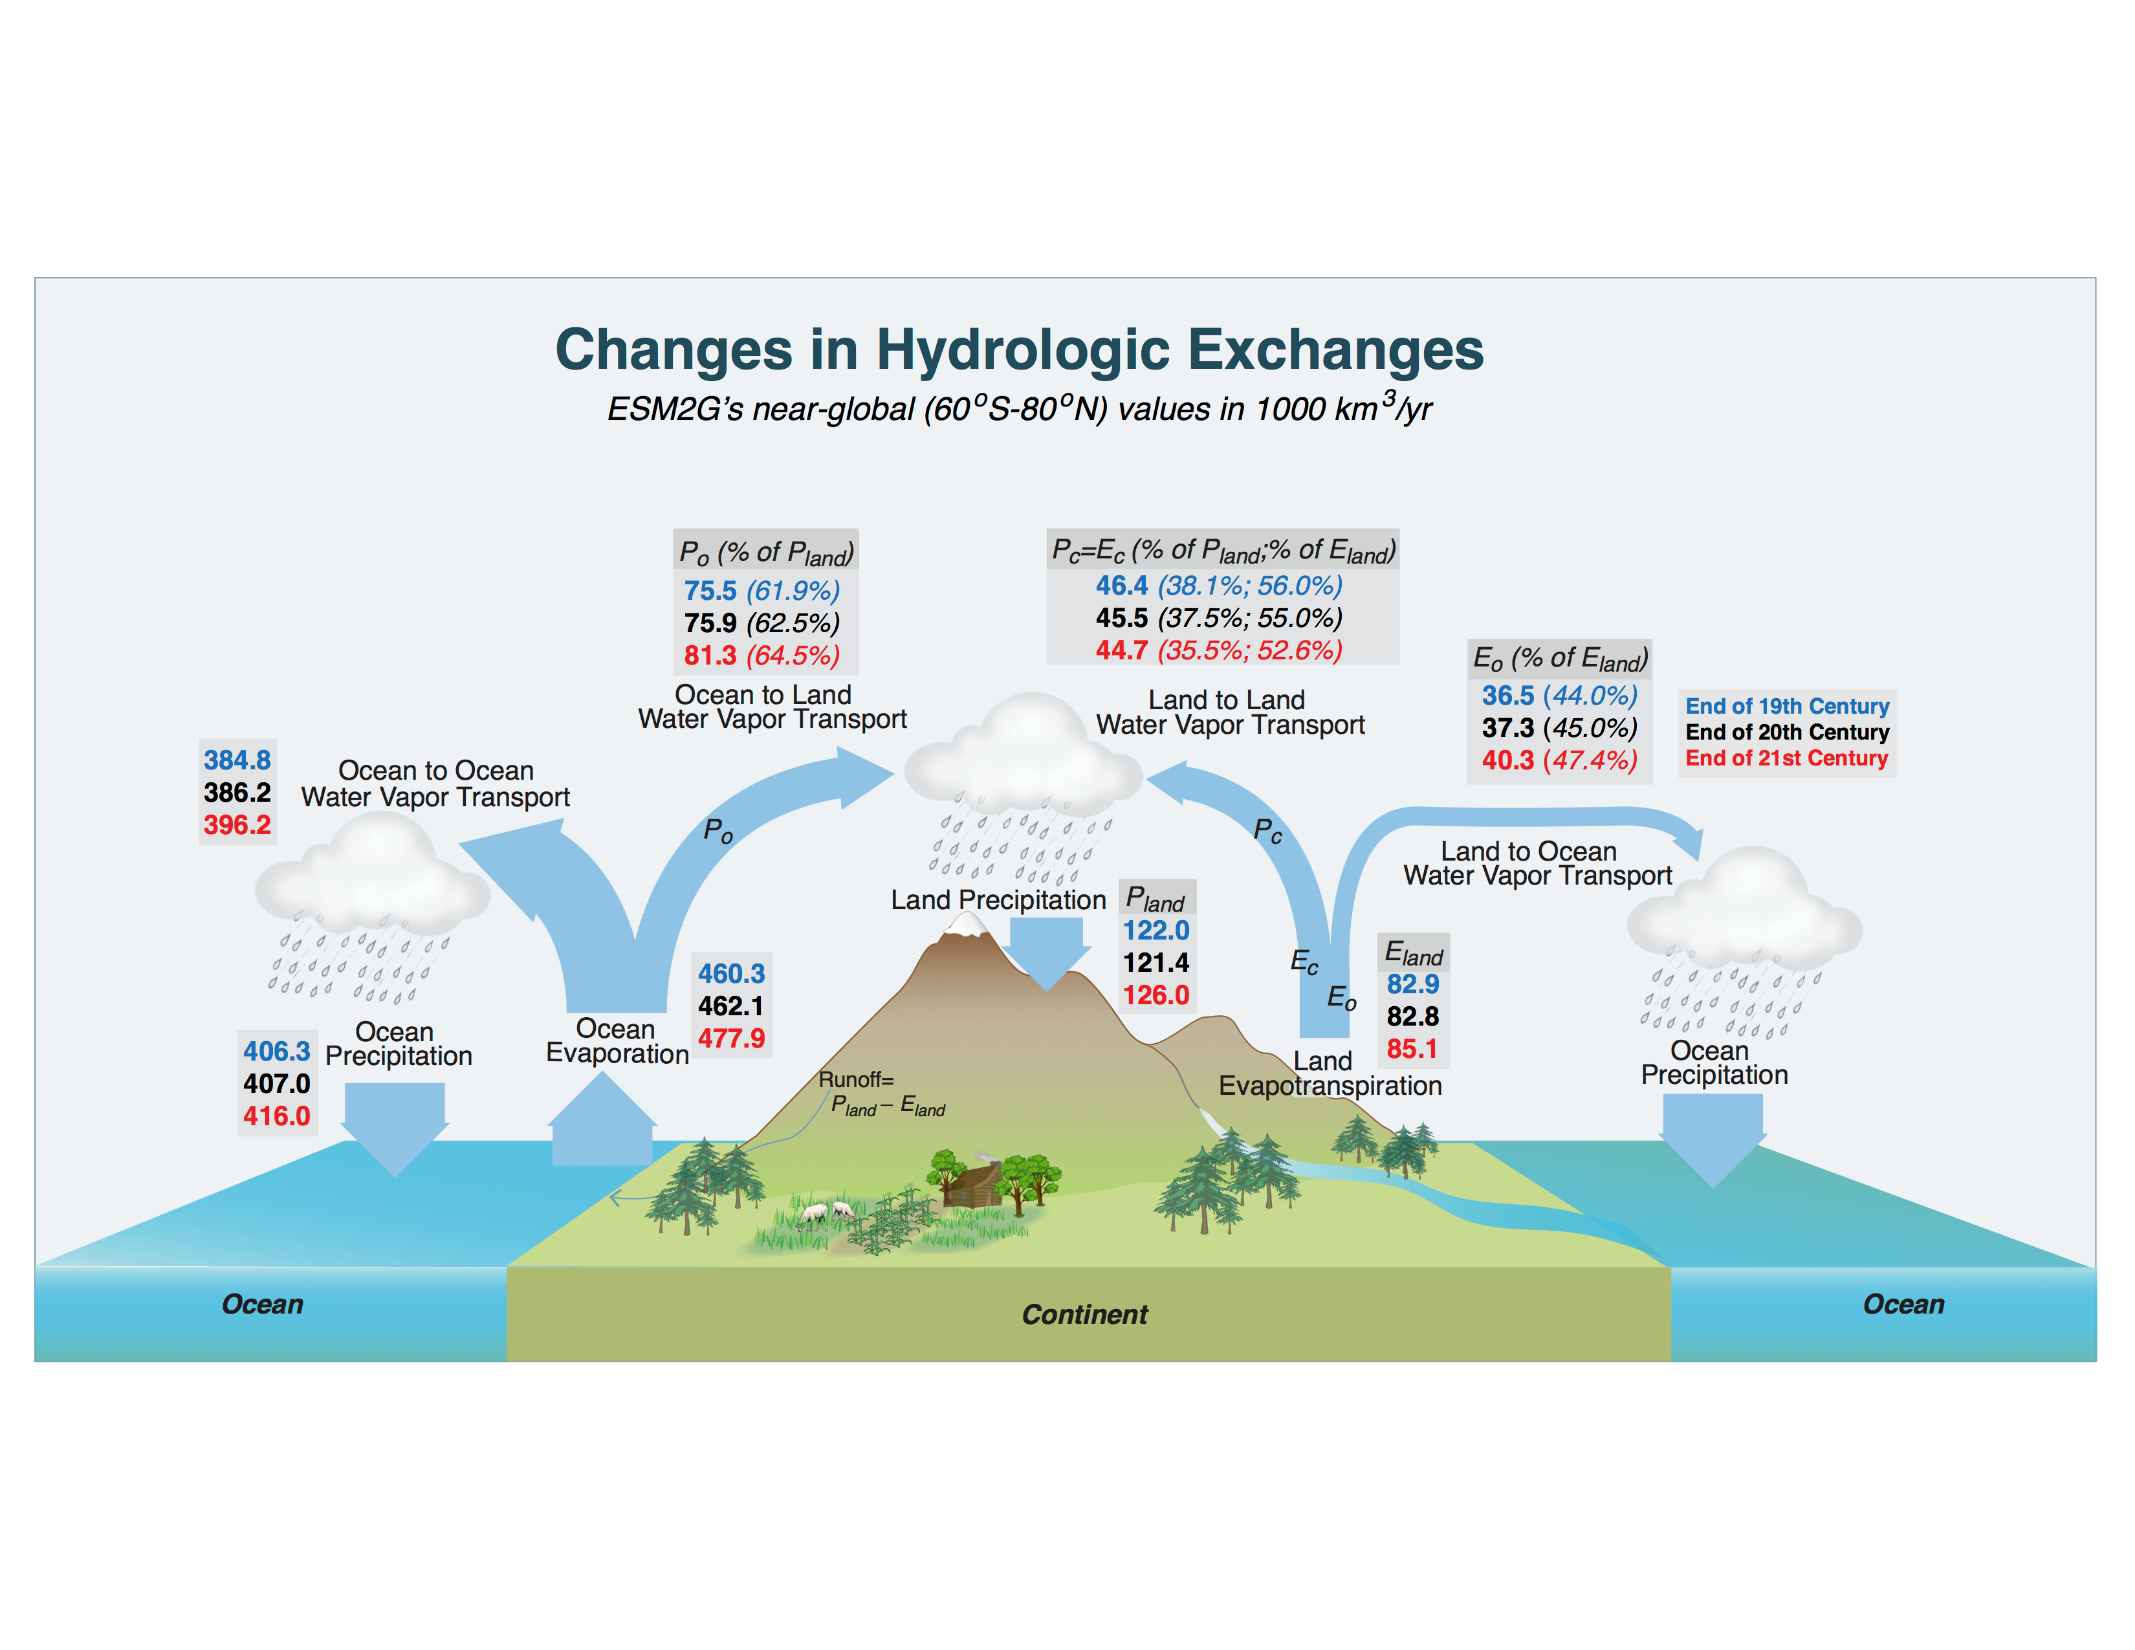 Changes in Hydrologic Exchanges
ESM2G's near-global (60°S-80°N) values in 1000 km³/yr
Po (% of Pland)
75.5 (61.9%)
75.9 (62.5%)
81.3 (64.5%)
Ocean to Land
Water Vapor Transport
Pc=Ec (% of Pland;% of Eland)
46.4 (38.1%; 56.0%)
45.5 (37.5%; 55.0%)
44.7 (35.5%; 52.6%)
Land to Land
Water Vapor Transport
Eo (% of Eland)
36.5 (44.0%)
37.3 (45.0%)
40.3 (47.4%)
End of 19th Century
End of 20th Century
End of 21st Century
384.8
386.2
396.2
Ocean to Ocean
Water Vapor Transport
Po
Pc
Land to Ocean
Water Vapor Transport
Land Precipitation
Pland
122.0
121.4
126.0
Ec
Eo
Eland
82.9
82.8
85.1
460.3
462.1
477.9
Ocean
Evaporation
406.3
407.0
416.0
Ocean
Precipitation
Runoff=
Pland – Eland
Land
Evapotranspiration
Ocean
Precipitation
Ocean
Continent
Ocean